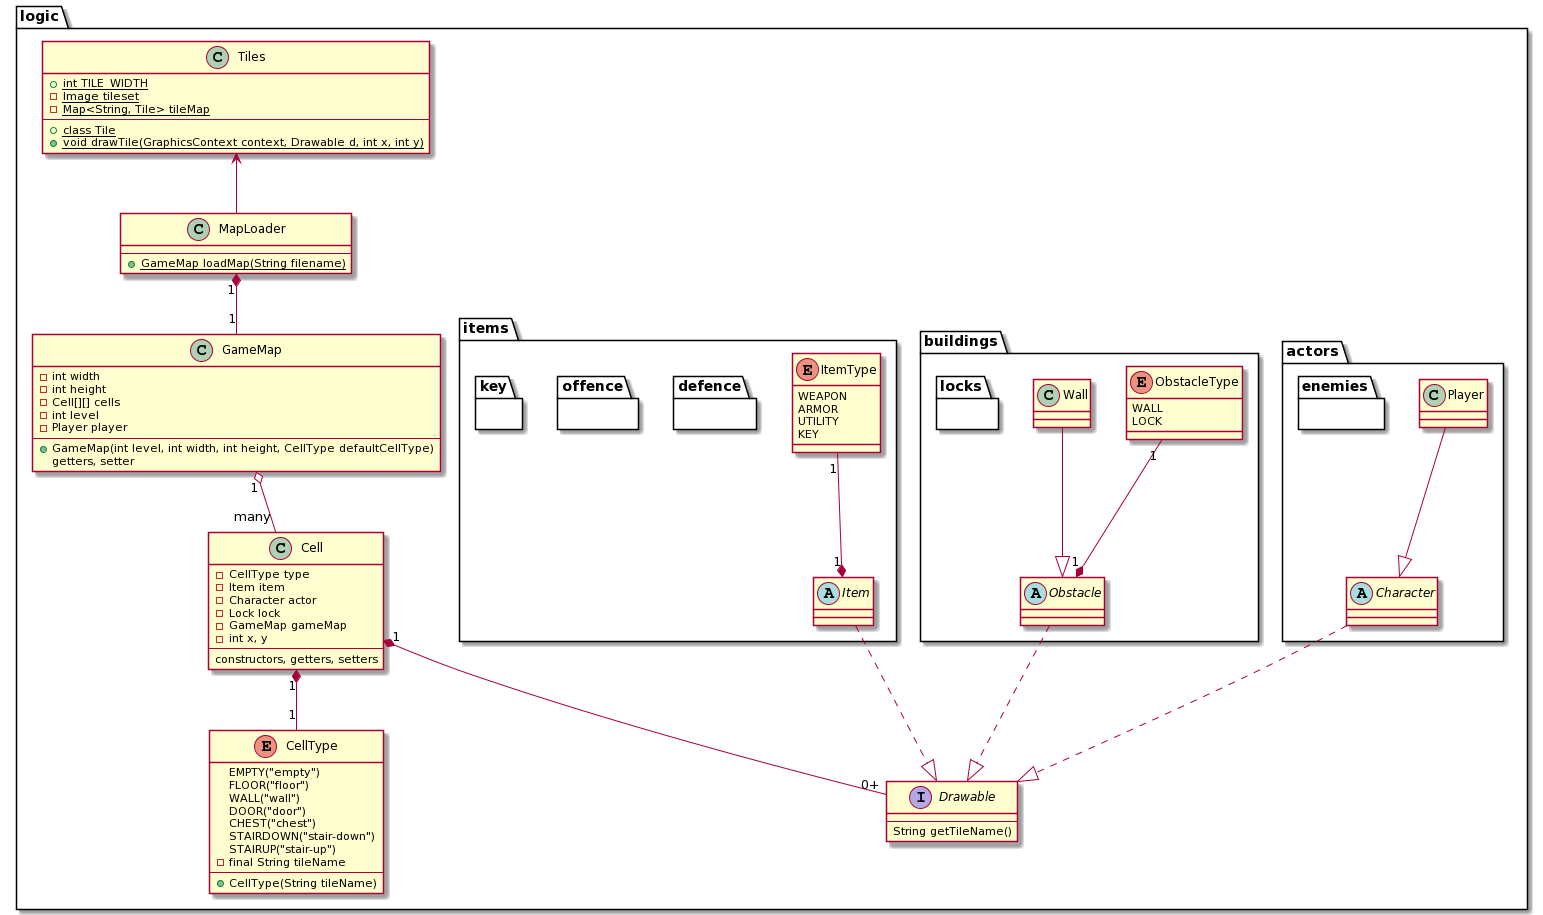 logic
C Tiles
int TILE_WIDTH
Image tileset
Map<String, Tile> tileMap
class Tile
void drawTile(GraphicsContext context, Drawable d, int x, int y)
C MapLoader
GameMap loadMap(String filename)
1
1
C GameMap
int width
int height
Cell[][] cells
int level
Player player
GameMap(int level, int width, int height, CellType defaultCellType)
getters, setter
1
many
C Cell
CellType type
Item item
Character actor
Lock lock
GameMap gameMap
int x, y
constructors, getters, setters
1
1
1
E CellType
EMPTY("empty")
FLOOR("floor")
WALL("wall")
DOOR("door")
CHEST("chest")
STAIRDOWN("stair-down")
STAIRUP("stair-up")
final String tileName
CellType(String tileName)
items
key
offence
defence
E ItemType
WEAPON
ARMOR
UTILITY
KEY
1
1
A Item
buildings
locks
C Wall
E ObstacleType
WALL
LOCK
1
1
A Obstacle
actors
enemies
C Player
A Character
0+
I Drawable
String getTileName()